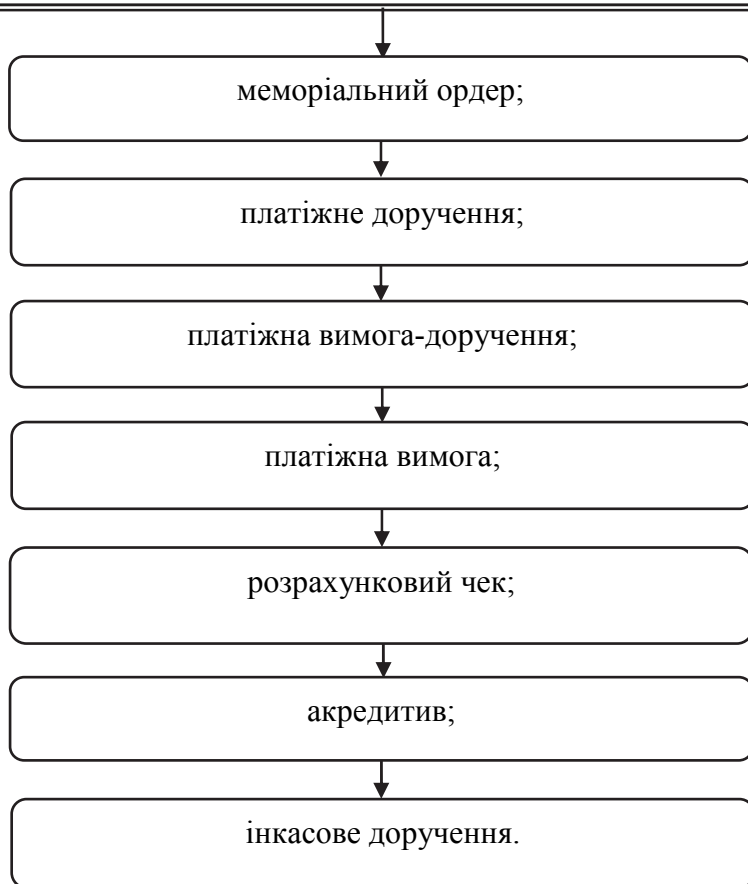 меморіальний ордер;
платіжне доручення;
платіжна вимога-доручення;
платіжна вимога;
розрахунковий чек;
акредитив;
інкасове доручення.